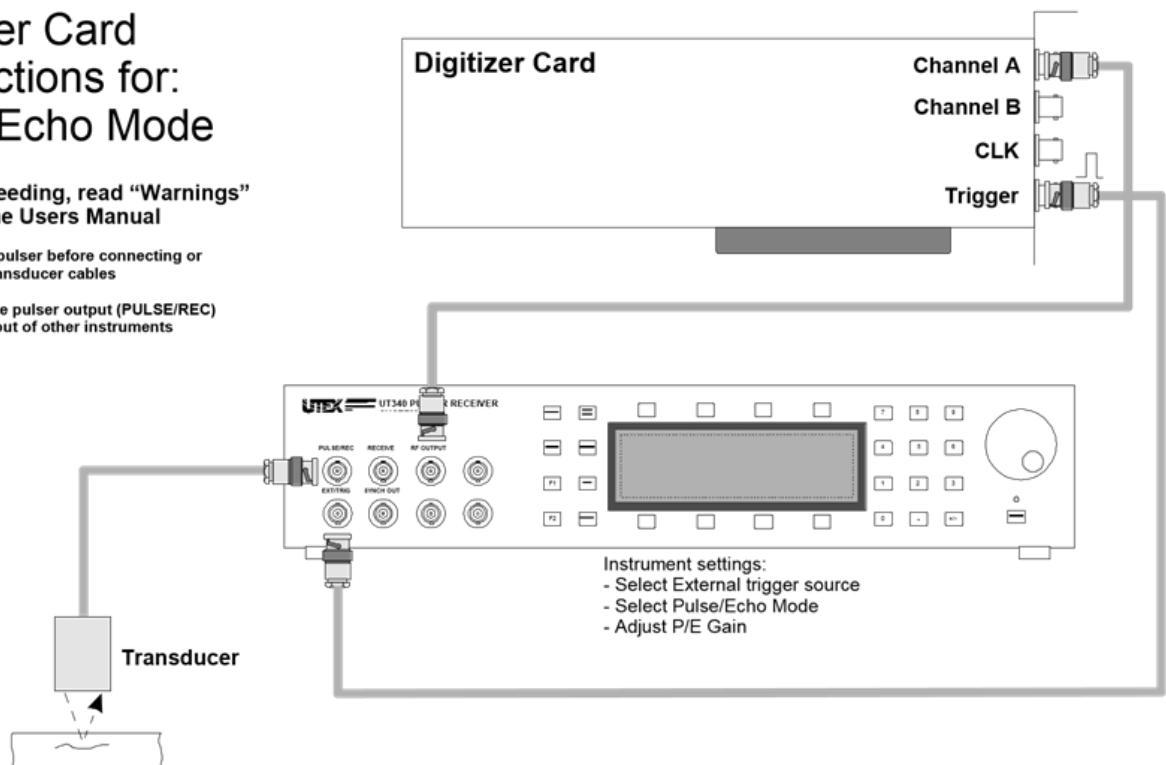 er Card
ctions for:
Echo Mode
eeding, read “Warnings”
ne Users Manual
pulser before connecting or
ansducer cables
e pulser output (PULSE/REC)
out of other instruments
Digitizer Card
Channel A
Channel B
CLK
Trigger
UTEX
UT340 PU R RECEIVER
PULSE/REC RECEIVE RF OUTPUT
EXT/TRIG SYNCH OUT
F1
F2
7 8 9
4 5 6
1 2 3
0 . +/-
Instrument settings:
- Select External trigger source
- Select Pulse/Echo Mode
- Adjust P/E Gain
Transducer